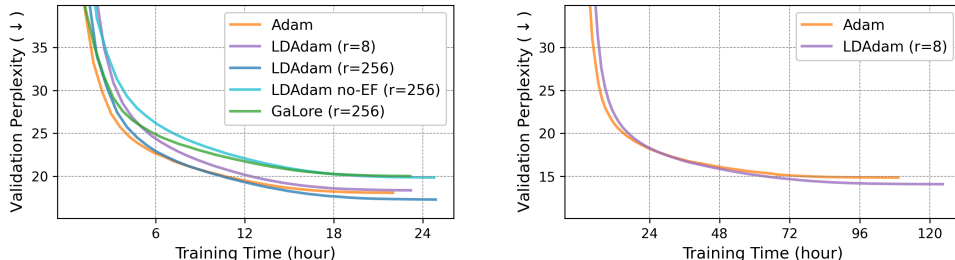 Validation Perplexity (↓)
35
30
25
20
6
12
18
24
Training Time (hour)
Adam
LDAdam (r=8)
LDAdam (r=256)
LDAdam no-EF (r=256)
GaLore (r=256)
Validation Perplexity (↓)
30
25
20
15
24
48
72
96
120
Training Time (hour)
Adam
LDAdam (r=8)